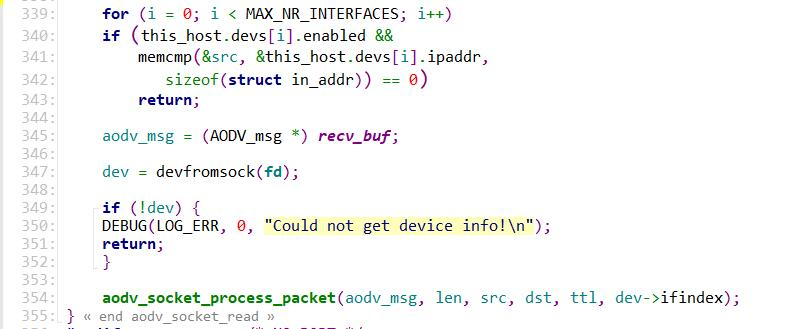 339: for (i = 0; i < MAX_NR_INTERFACES; i++)
340: if (this_host.devs[i].enabled &&
341: memcmp(&src, &this_host.devs[i].ipaddr,
342: sizeof(struct in_addr)) == 0)
343: return;
344:
345: aodv_msg = (AODV_msg *) recv_buf;
346:
347: dev = devfromsock(fd);
348:
349: if (!dev) {
350: DEBUG(LOG_ERR, 0, "Could not get device info!\n");
351: return;
352: }
353:
354: aodv_socket_process_packet(aodv_msg, len, src, dst, ttl, dev->ifindex);
355: } « end aodv_socket_read »